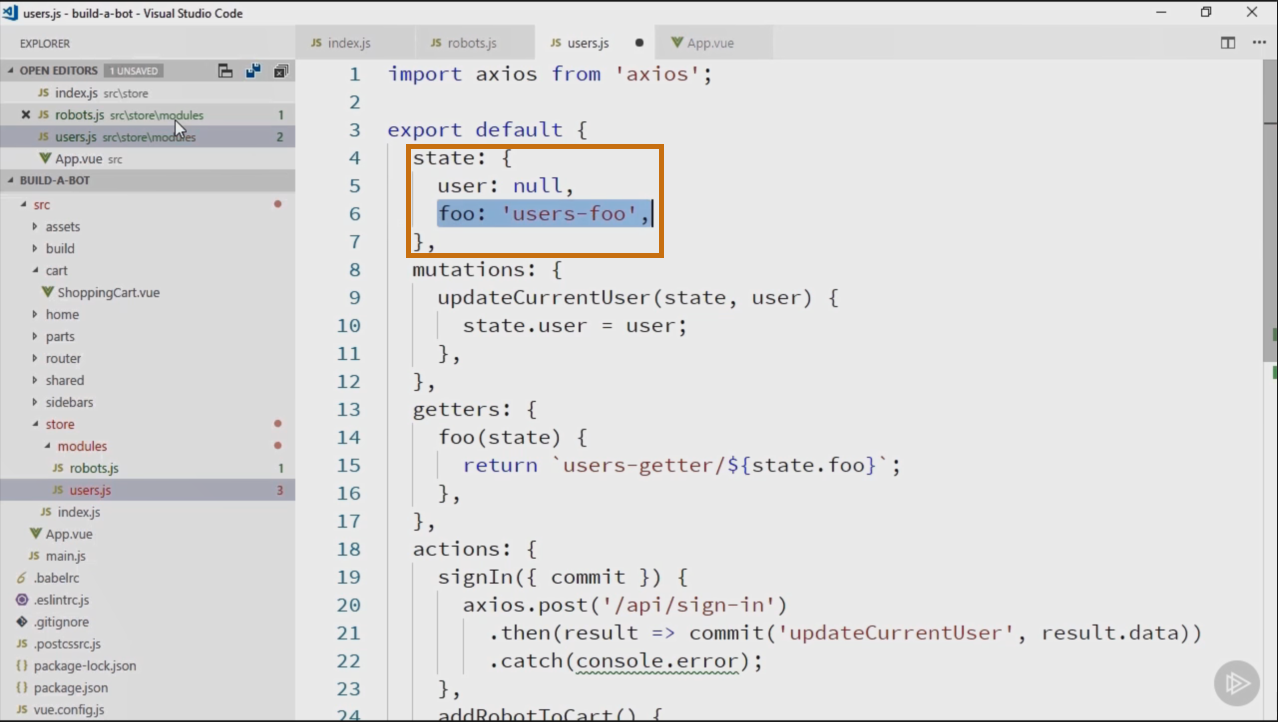 users.js - build-a-bot - Visual Studio Code
EXPLORER
OPEN EDITORS 1 UNSAVED
JS index.js src\store
JS robots.js src\store\modules 1
JS users.js src\store\modules 2
App.vue src
BUILD-A-BOT
src
assets
build
cart
ShoppingCart.vue
home
parts
router
shared
sidebars
store
modules
JS robots.js 1
JS users.js 3
JS index.js
App.vue
JS main.js
.babelrc
.eslintrc.js
.gitignore
JS .postcssrc.js
{} package-lock.json
{} package.json
JS vue.config.js
JS index.js
JS robots.js
JS users.js
App.vue
1 import axios from 'axios';
2
3 export default {
4 state: {
5 user: null,
6 foo: 'users-foo',
7 },
8 mutations: {
9 updateCurrentUser(state, user) {
10 state.user = user;
11 },
12 },
13 getters: {
14 foo(state) {
15 return `users-getter/${state.foo}`;
16 },
17 },
18 actions: {
19 signIn({ commit }) {
20 axios.post('/api/sign-in')
21 .then(result => commit('updateCurrentUser', result.data))
22 .catch(console.error);
23 },
24 addRobotToCart() {